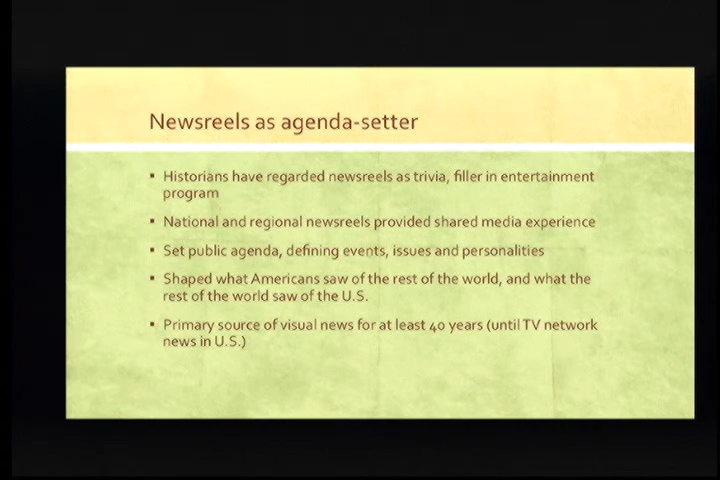 Newsreels as agenda-setter
▪ Historians have regarded newsreels as trivia, filler in entertainment
program
▪ National and regional newsreels provided shared media experience
▪ Set public agenda, defining events, issues and personalities
▪ Shaped what Americans saw of the rest of the world, and what the
rest of the world saw of the U.S.
▪ Primary source of visual news for at least 40 years (until TV network
news in U.S.)